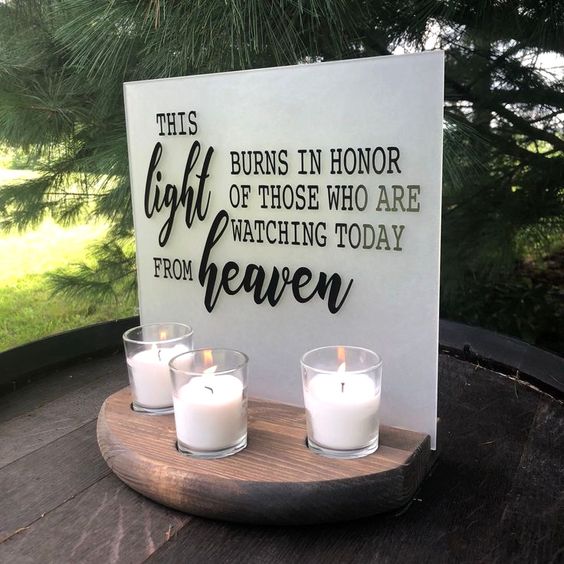 THIS
light BURNS IN HONOR
OF THOSE WHO ARE
WATCHING TODAY
FROM heaven